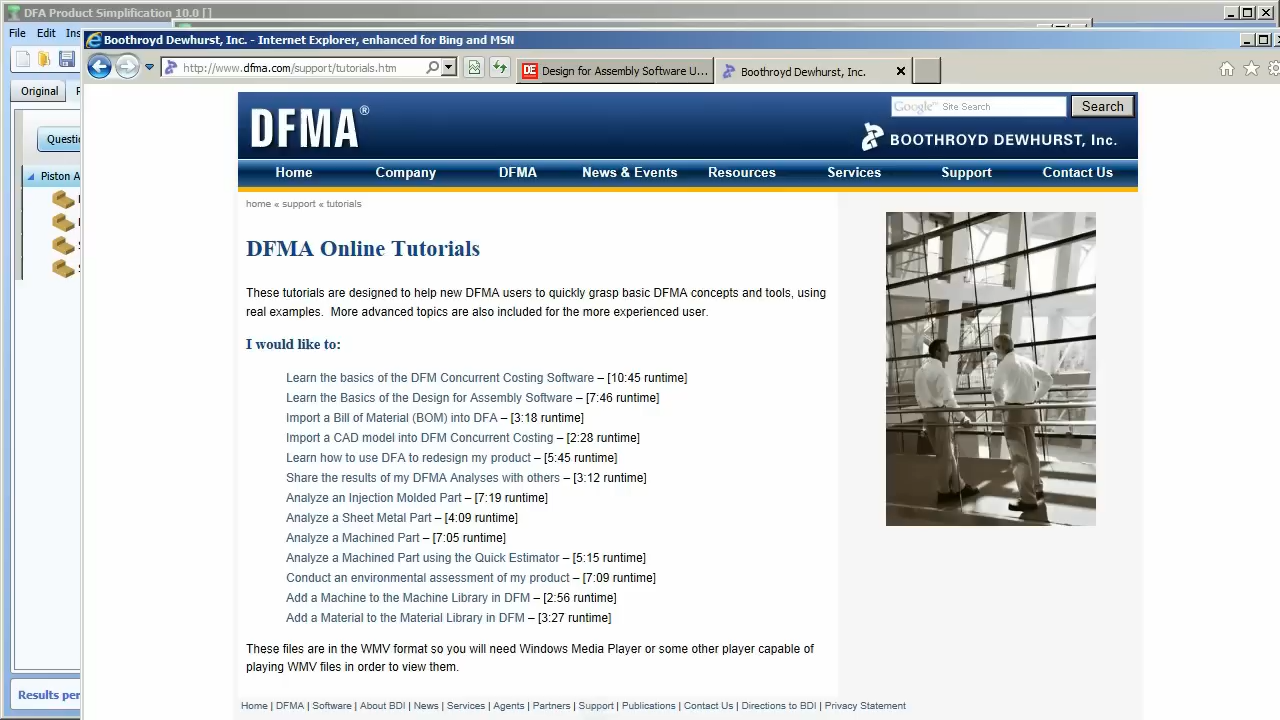 DFA Product Simplification 10.0 []
File Edit Ins
Original
Questio
Piston A
Results per
Boothroyd Dewhurst, Inc. - Internet Explorer, enhanced for Bing and MSN
http://www.dfma.com/support/tutorials.htm
DE Design for Assembly Software U...
Boothroyd Dewhurst, Inc.
Google™ Site Search Search
DFMA®
BOOTHROYD DEWHURST, Inc.
Home Company DFMA News & Events Resources Services Support Contact Us
home « support « tutorials
DFMA Online Tutorials
These tutorials are designed to help new DFMA users to quickly grasp basic DFMA concepts and tools, using
real examples. More advanced topics are also included for the more experienced user.
I would like to:
Learn the basics of the DFM Concurrent Costing Software – [10:45 runtime]
Learn the Basics of the Design for Assembly Software – [7:46 runtime]
Import a Bill of Material (BOM) into DFA – [3:18 runtime]
Import a CAD model into DFM Concurrent Costing – [2:28 runtime]
Learn how to use DFA to redesign my product – [5:45 runtime]
Share the results of my DFMA Analyses with others – [3:12 runtime]
Analyze an Injection Molded Part – [7:19 runtime]
Analyze a Sheet Metal Part – [4:09 runtime]
Analyze a Machined Part – [7:05 runtime]
Analyze a Machined Part using the Quick Estimator – [5:15 runtime]
Conduct an environmental assessment of my product – [7:09 runtime]
Add a Machine to the Machine Library in DFM – [2:56 runtime]
Add a Material to the Material Library in DFM – [3:27 runtime]
These files are in the WMV format so you will need Windows Media Player or some other player capable of
playing WMV files in order to view them.
Home | DFMA | Software | About BDI | News | Services | Agents | Partners | Support | Publications | Contact Us | Directions to BDI | Privacy Statement